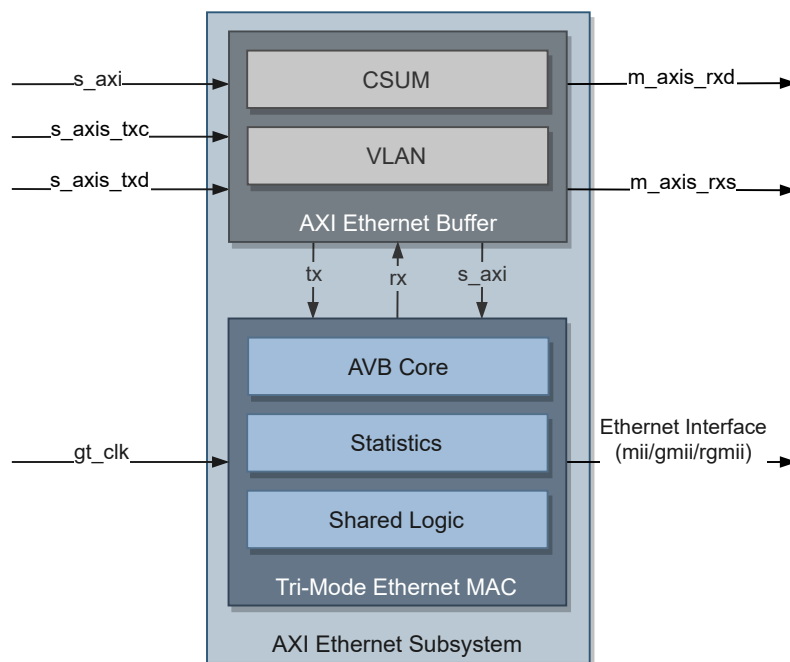 s_axi
CSUM
m_axis_rxd
s_axis_txc
VLAN
s_axis_txd
m_axis_rxs
AXI Ethernet Buffer
tx
rx
s_axi
AVB Core
Statistics
Ethernet Interface
(mii/gmii/rgmii)
gt_clk
Shared Logic
Tri-Mode Ethernet MAC
AXI Ethernet Subsystem